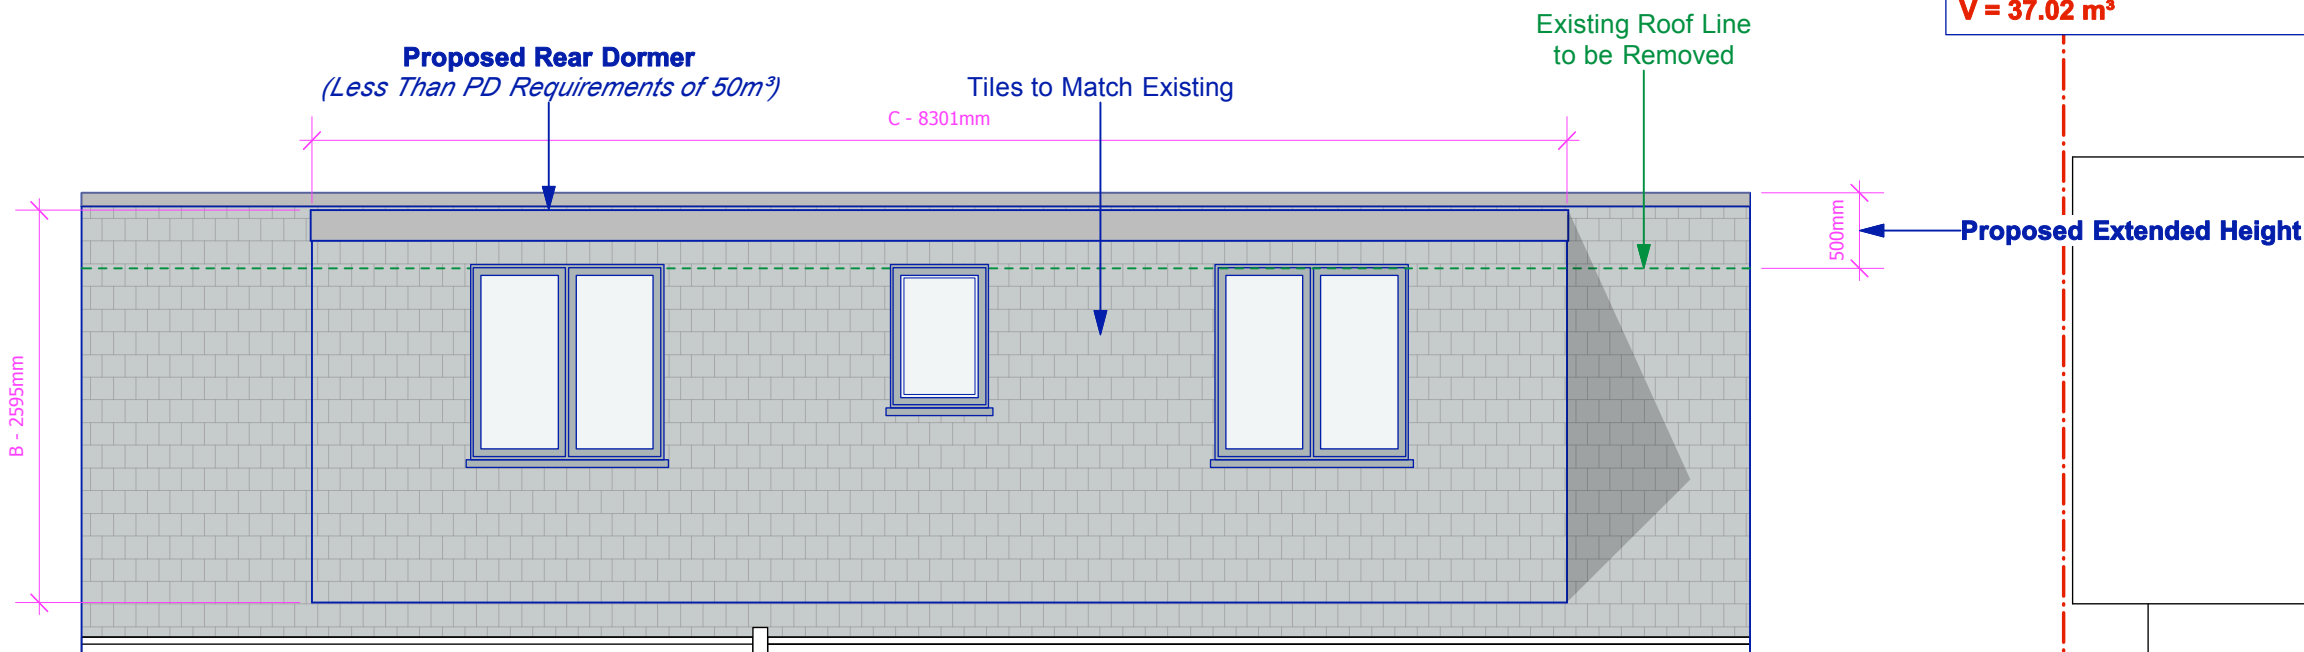 V = 37.02 m³
Existing Roof Line
to be Removed
Proposed Rear Dormer
(Less Than PD Requirements of 50m³)
Tiles to Match Existing
C - 8301mm
500mm
Proposed Extended Height
B - 2595mm